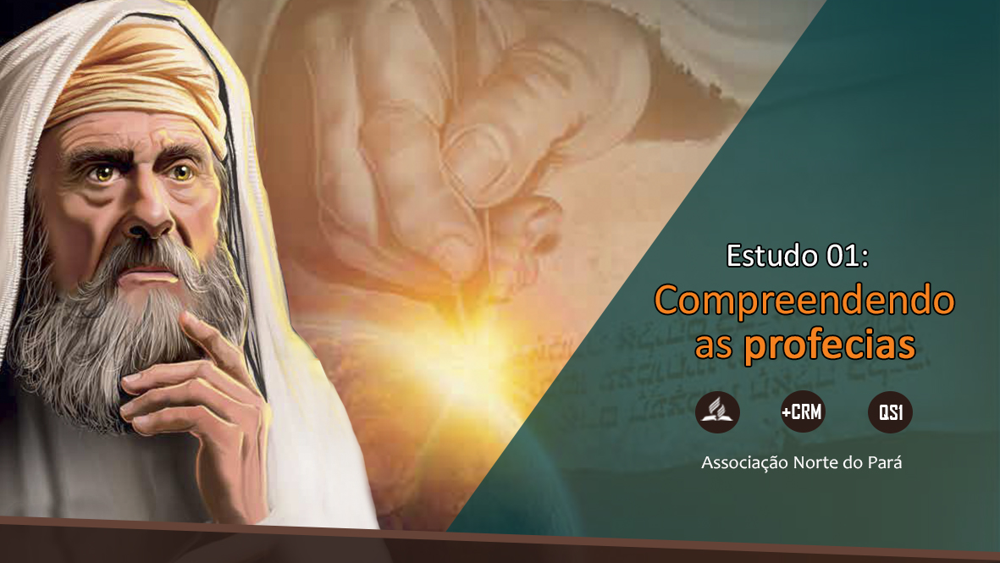 Estudo 01:
Compreendendo
as profecias
+CRM
QS1
Associação Norte do Pará